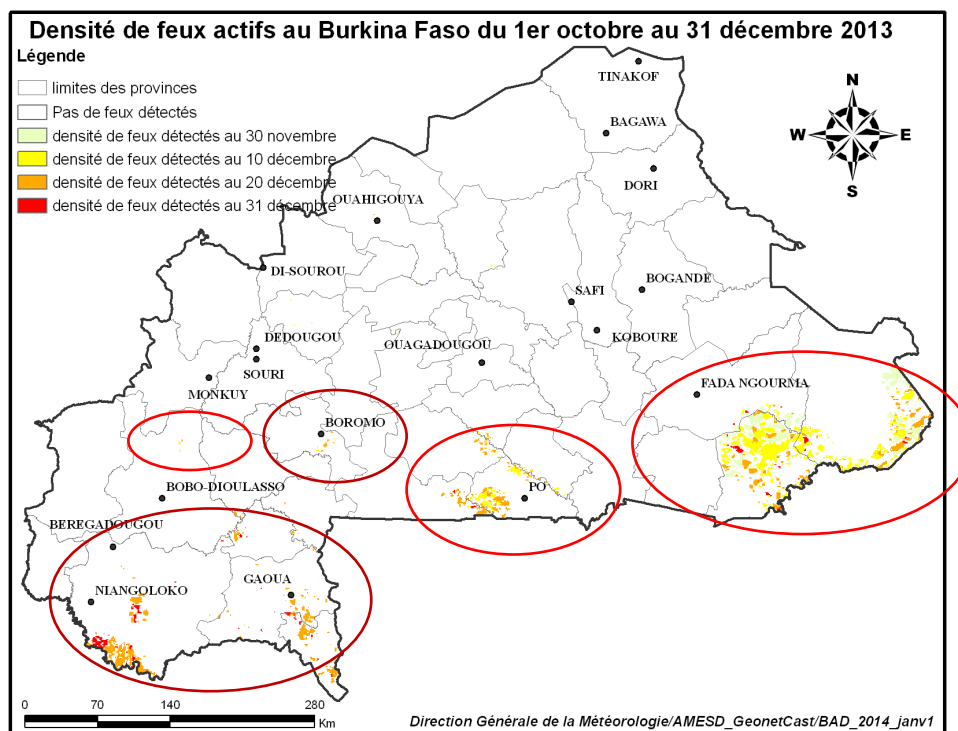 Densité de feux actifs au Burkina Faso du 1er octobre au 31 décembre 2013
Légende
limites des provinces
Pas de feux détectés
densité de feux détectés au 30 novembre
densité de feux détectés au 10 décembre
densité de feux détectés au 20 décembre
densité de feux détectés au 31 décembre
N
W
E
S
TINAKOF
BAGAWA
DORI
OUAHIGOUYA
DI-SOUROU
BOGANDE
SAFI
DEDOUGOU
OUAGADOUGOU
KOBOURE
SOURI
MONKUY
FADA NGOURMA
BOROMO
BOBO-DIOULASSO
PO
BEREGADOUGOU
GAOUA
NIANGOLOKO
0 70 140 280
Km
Direction Générale de la Météorologie/AMESD_GeonetCast/BAD_2014_janv1